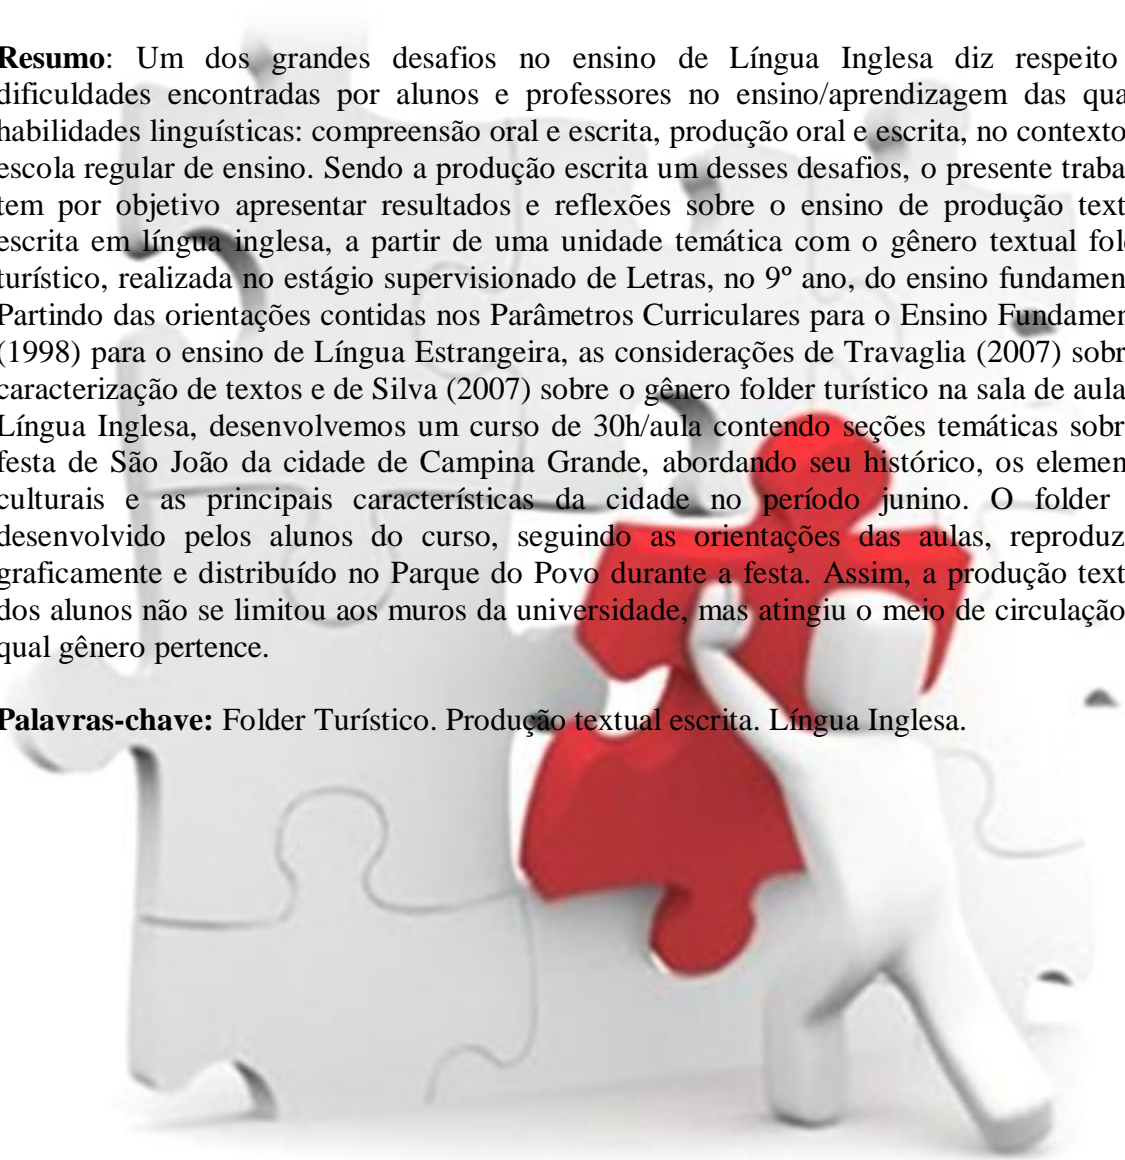 Resumo: Um dos grandes desafios no ensino de Língua Inglesa diz respeito
dificuldades encontradas por alunos e professores no ensino/aprendizagem das qua
habilidades linguísticas: compreensão oral e escrita, produção oral e escrita, no contexto
escola regular de ensino. Sendo a produção escrita um desses desafios, o presente traba
tem por objetivo apresentar resultados e reflexões sobre o ensino de produção text
escrita em língua inglesa, a partir de uma unidade temática com o gênero textual fol
turístico, realizada no estágio supervisionado de Letras, no 9º ano, do ensino fundamen
Partindo das orientações contidas nos Parâmetros Curriculares para o Ensino Fundamen
(1998) para o ensino de Língua Estrangeira, as considerações de Travaglia (2007) sobr
caracterização de textos e de Silva (2007) sobre o gênero folder turístico na sala de aula
Língua Inglesa, desenvolvemos um curso de 30h/aula contendo seções temáticas sobr
festa de São João da cidade de Campina Grande, abordando seu histórico, os elemen
culturais e as principais características da cidade no período junino. O folder
desenvolvido pelos alunos do curso, seguindo as orientações das aulas, reproduz
graficamente e distribuído no Parque do Povo durante a festa. Assim, a produção text
dos alunos não se limitou aos muros da universidade, mas atingiu o meio de circulação
qual gênero pertence.
Palavras-chave: Folder Turístico. Produção textual escrita. Língua Inglesa.